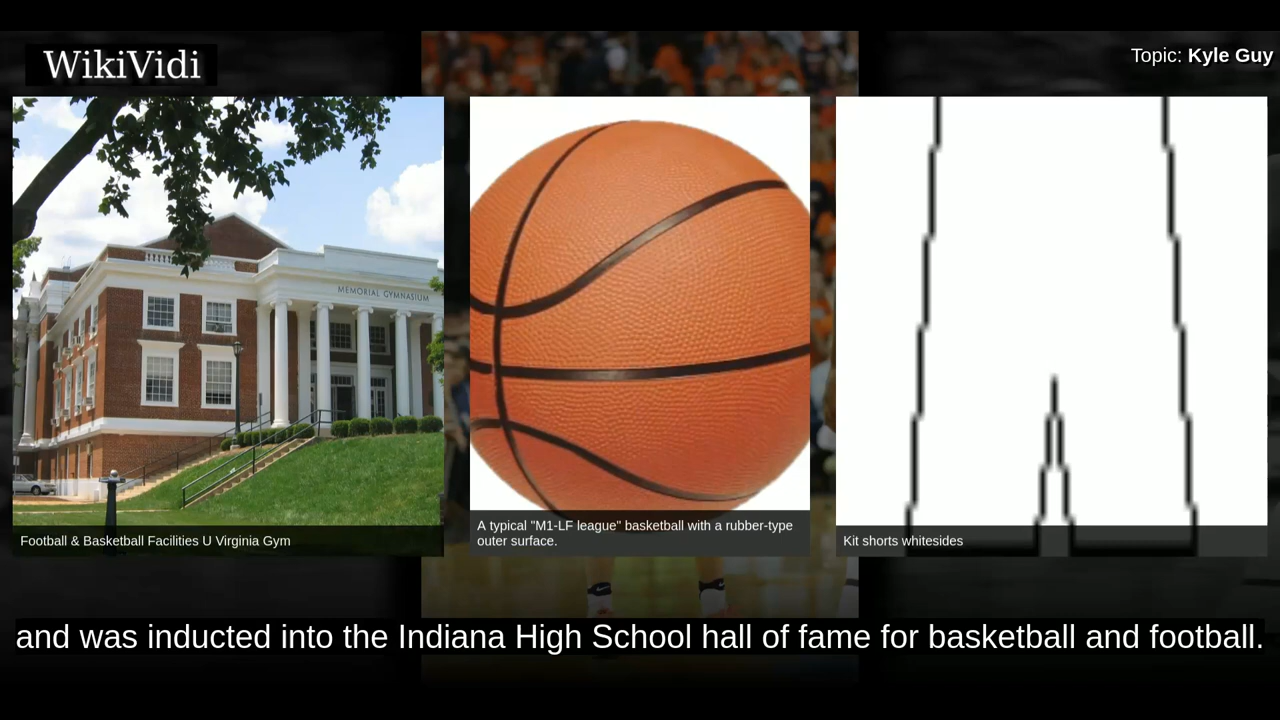 WikiVidi
Topic: Kyle Guy
MEMORIAL GYMNASIUM
Football & Basketball Facilities U Virginia Gym
A typical "M1-LF league" basketball with a rubber-type
outer surface.
Kit shorts whitesides
and was inducted into the Indiana High School hall of fame for basketball and football.